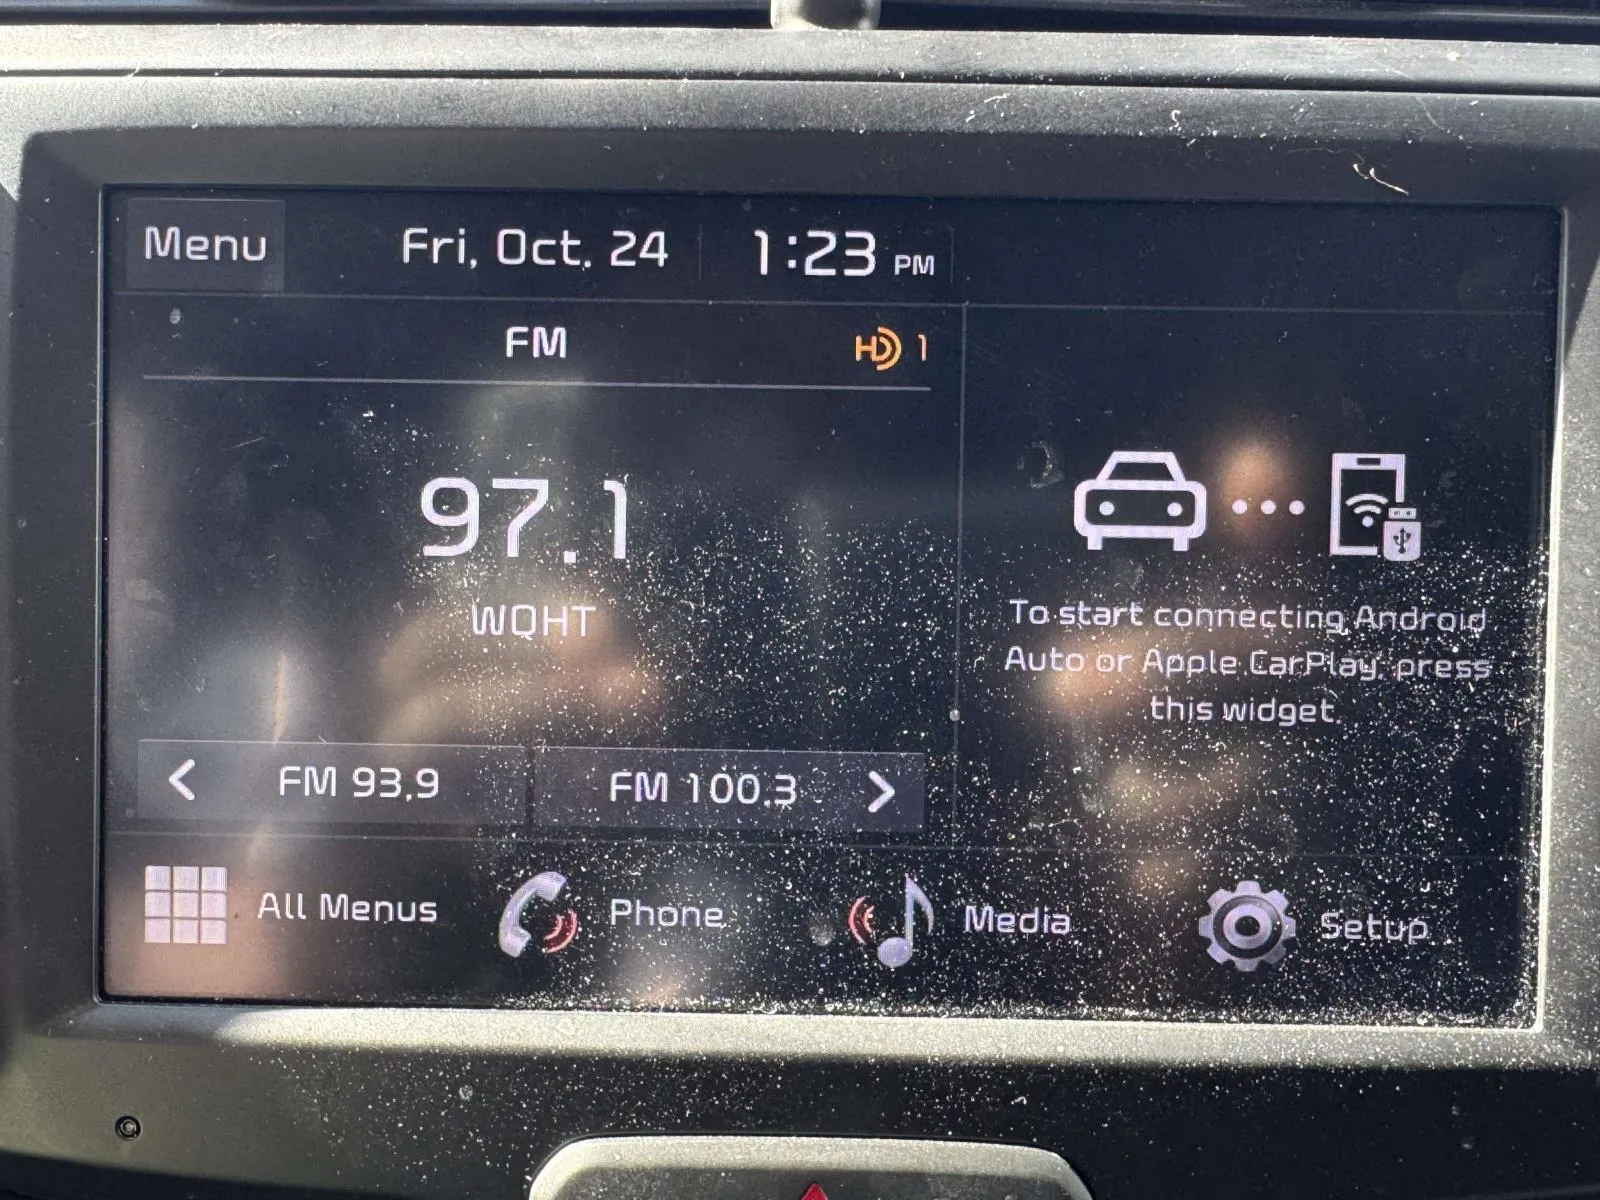 Menu Fri, Oct. 24 1:23 PM
FM HD 1
97.1
WQHT
FM 93.9 FM 100.3
To start connecting Android
Auto or Apple CarPlay, press
this widget.
All Menus Phone Media Setup